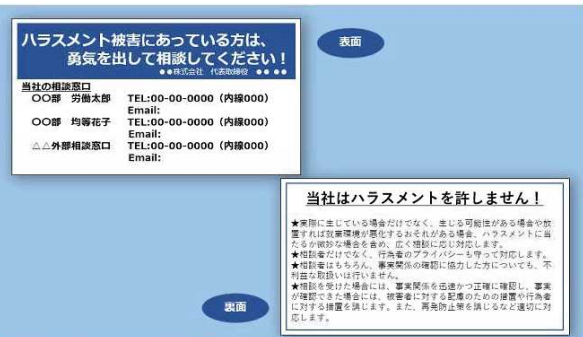 ハラスメント被害にあっている方は、
勇気を出して相談してください！
●●株式会社 代表取締役 ●● ●●
表面
当社の相談窓口
○○部 労働太郎 TEL:00-00-0000（内線000）
Email:
○○部 均等花子 TEL:00-00-0000（内線000）
Email:
△△外部相談窓口 TEL:00-00-0000（内線000）
Email:
当社はハラスメントを許しません！
★実際に生じている場合だけでなく、生じる可能性がある場合や放
置すれば就業環境が悪化するおそれがある場合、ハラスメントに当
たるか微妙な場合を含め、広く相談に応じ対応します。
★相談者だけでなく、行為者のプライバシーも守って対応します。
★相談者はもちろん、事実関係の確認に協力した方についても、不
利益な取扱いは行いません。
★相談を受けた場合には、事実関係を迅速かつ正確に確認し、事実
が確認できた場合には、被害者に対する配慮のための措置や行為者
に対する措置を講じます。また、再発防止策を講じるなど適切に対
応します。
裏面